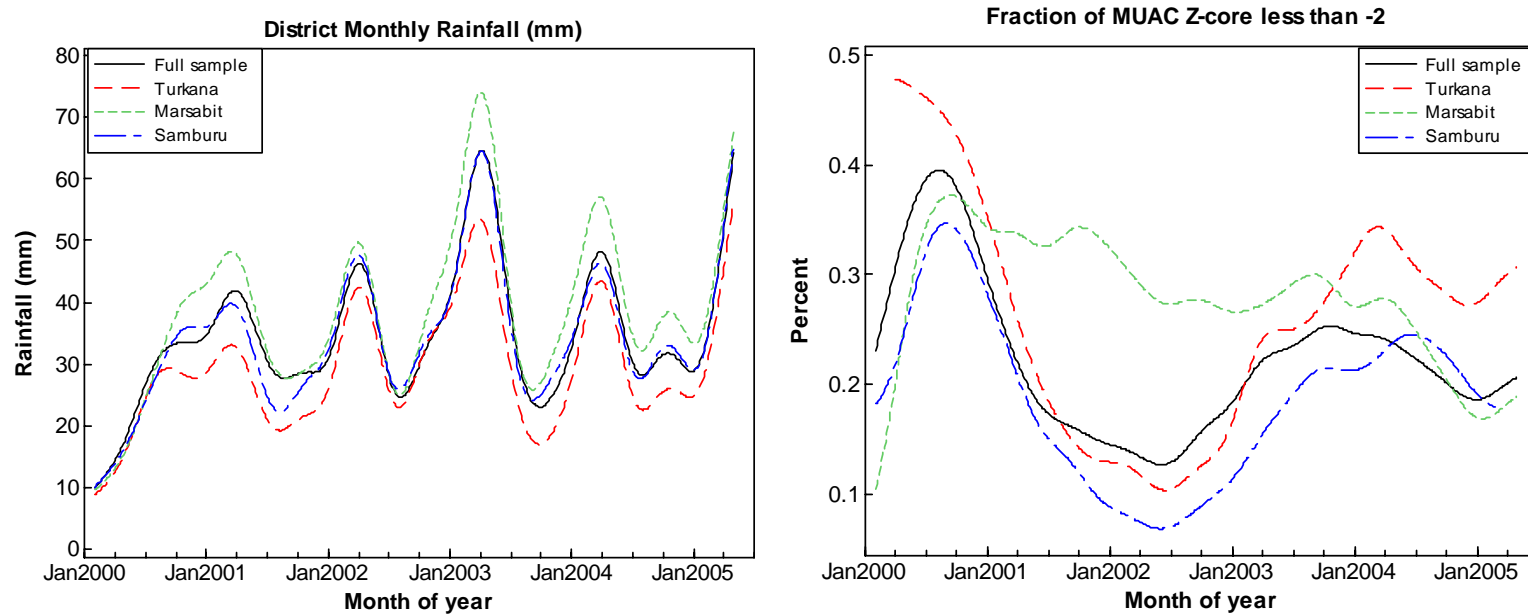 District Monthly Rainfall (mm)
80
70
60
50
40
30
20
10
0
Rainfall (mm)
Full sample
Turkana
Marsabit
Samburu
Jan2000 Jan2001 Jan2002 Jan2003 Jan2004 Jan2005
Month of year
Fraction of MUAC Z-core less than -2
0.5
0.4
0.3
0.2
0.1
Percent
Full sample
Turkana
Marsabit
Samburu
Jan2000 Jan2001 Jan2002 Jan2003 Jan2004 Jan2005
Month of year